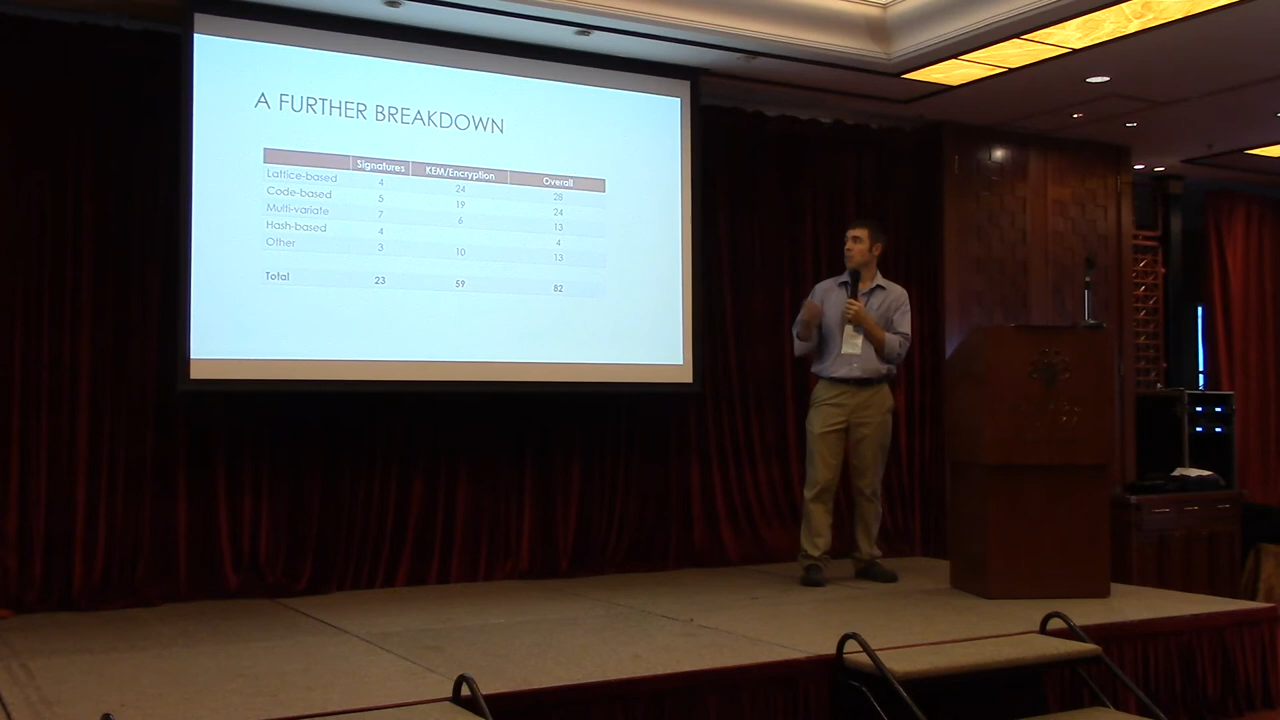 A FURTHER BREAKDOWN
Signatures KEM/Encryption Overall
Lattice-based 4 24 28
Code-based 5 19 24
Multi-variate 7 6 13
Hash-based 4 4
Other 3 10 13
Total 23 59 82